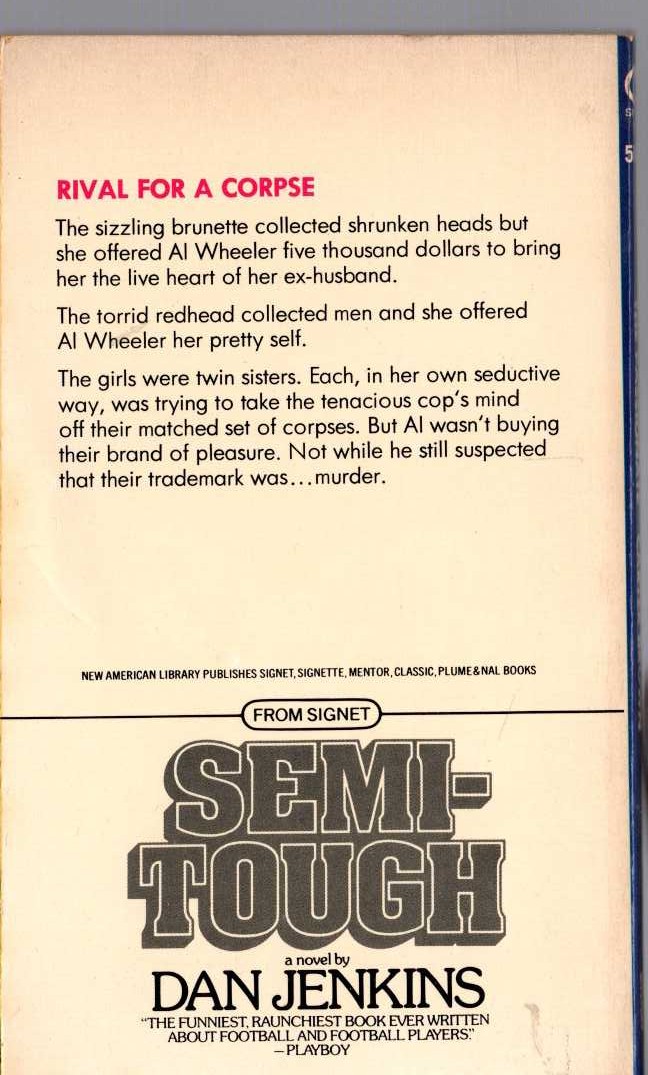 RIVAL FOR A CORPSE
The sizzling brunette collected shrunken heads but
she offered Al Wheeler five thousand dollars to bring
her the live heart of her ex-husband.
The torrid redhead collected men and she offered
Al Wheeler her pretty self.
The girls were twin sisters. Each, in her own seductive
way, was trying to take the tenacious cop's mind
off their matched set of corpses. But Al wasn't buying
their brand of pleasure. Not while he still suspected
that their trademark was...murder.
NEW AMERICAN LIBRARY PUBLISHES SIGNET, SIGNETTE, MENTOR, CLASSIC, PLUME & NAL BOOKS
FROM SIGNET
SEMI-
TOUGH
a novel by
DAN JENKINS
"THE FUNNIEST, RAUNCHIEST BOOK EVER WRITTEN
ABOUT FOOTBALL AND FOOTBALL PLAYERS."
—PLAYBOY